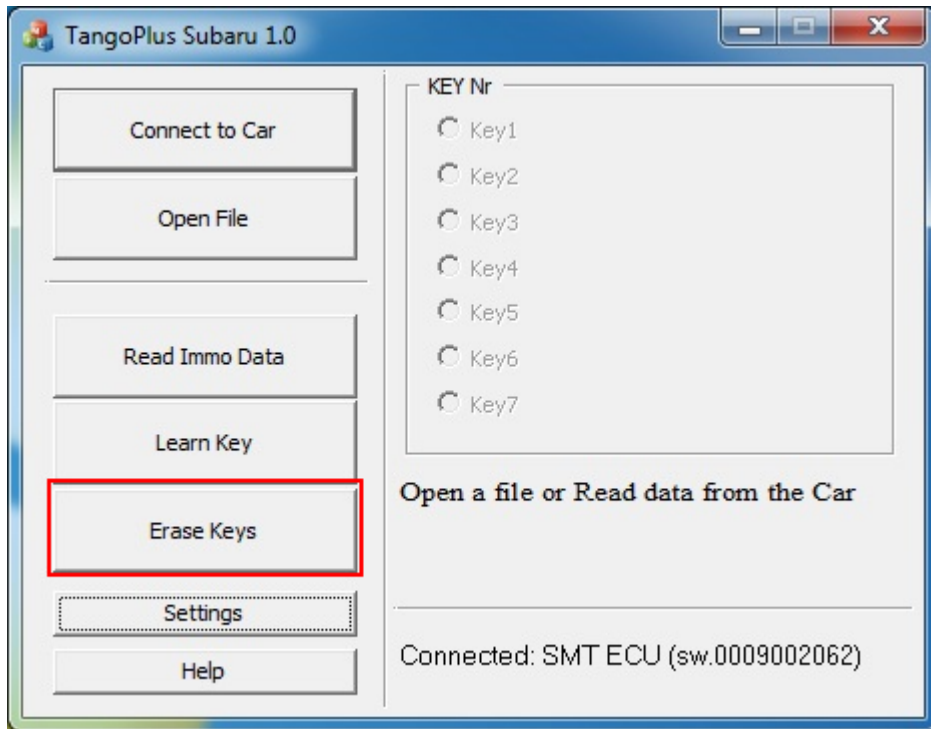 TangoPlus Subaru 1.0
Connect to Car
Open File
Read Immo Data
Learn Key
Erase Keys
Settings
Help
KEY Nr
Key1
Key2
Key3
Key4
Key5
Key6
Key7
Open a file or Read data from the Car
Connected: SMT ECU (sw.0009002062)